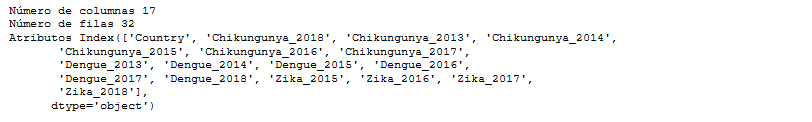 Número de columnas 17
Número de filas 32
Atributos Index(['Country', 'Chikungunya_2018', 'Chikungunya_2013', 'Chikungunya_2014',
'Chikungunya_2015', 'Chikungunya_2016', 'Chikungunya_2017',
'Dengue_2013', 'Dengue_2014', 'Dengue_2015', 'Dengue_2016',
'Dengue_2017', 'Dengue_2018', 'Zika_2015', 'Zika_2016', 'Zika_2017',
'Zika_2018'],
dtype='object')